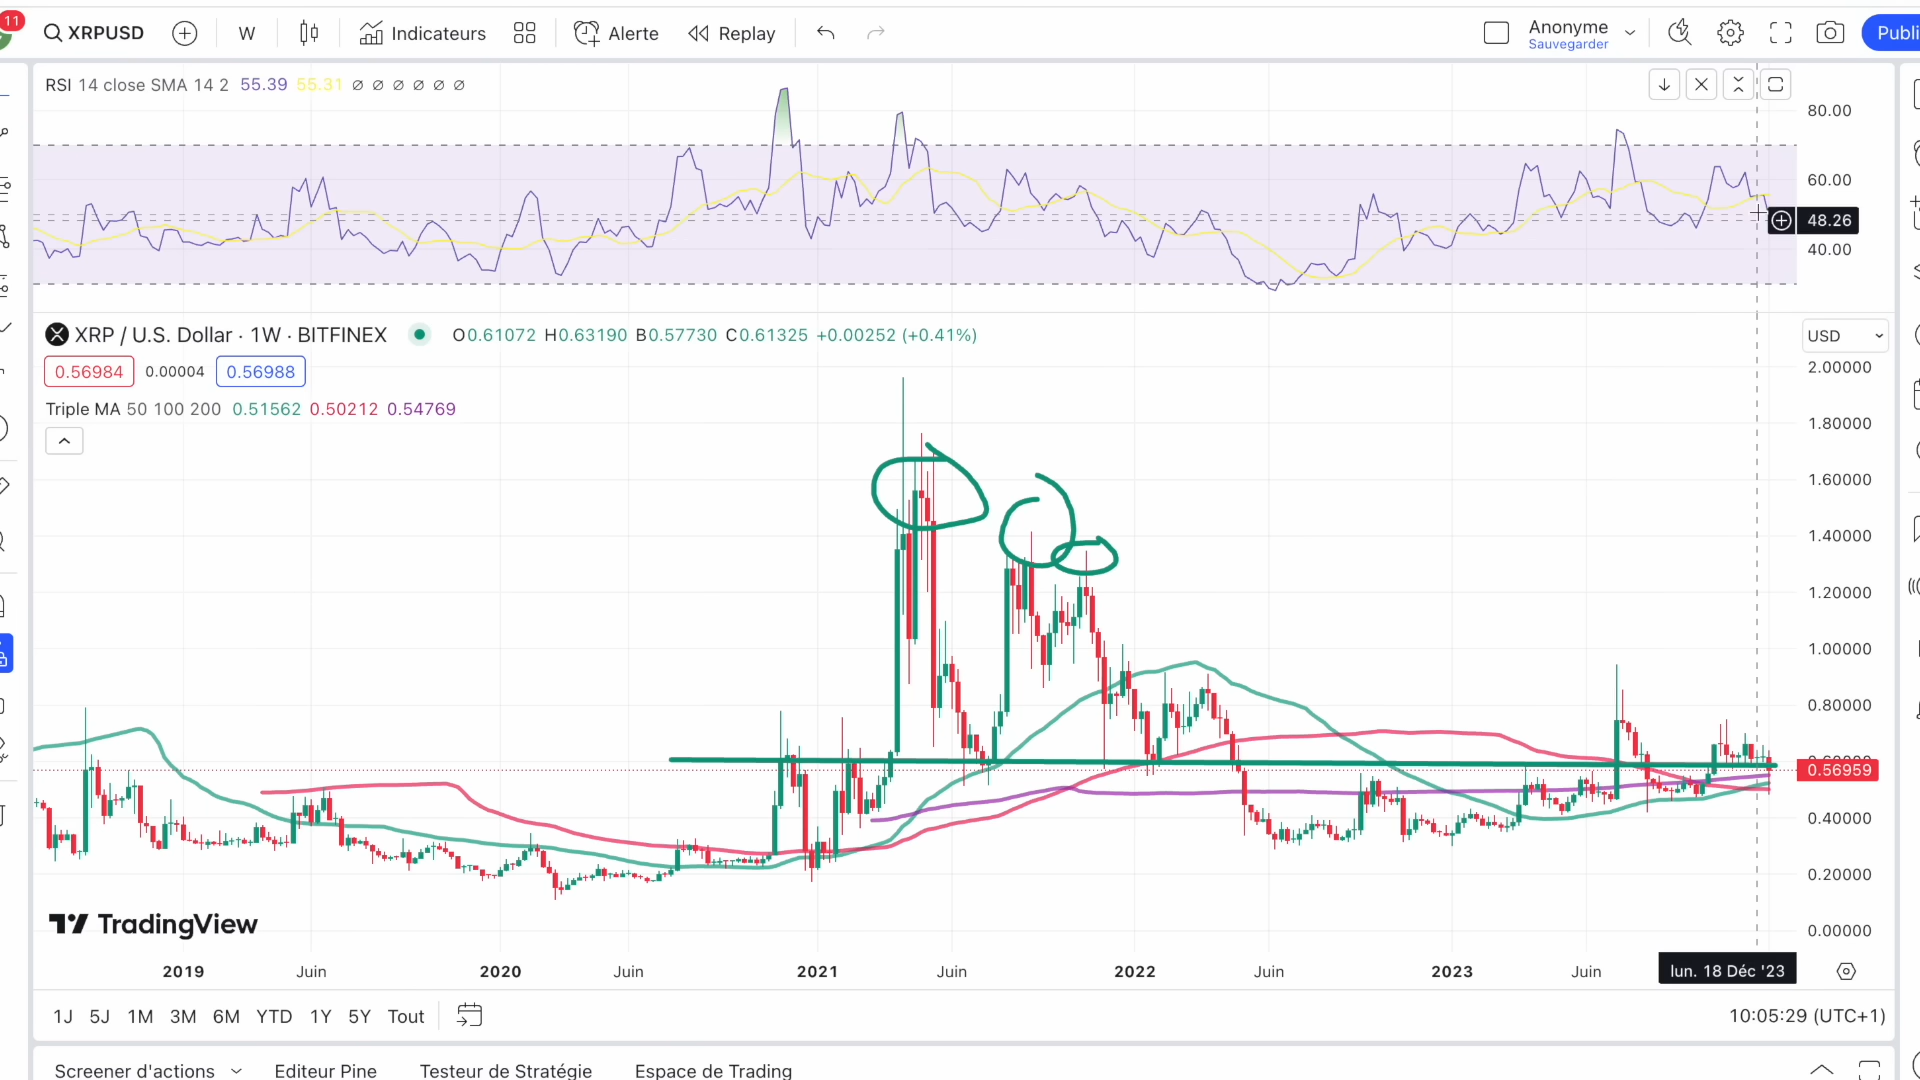 11
XRPUSD
W
Indicateurs
Alerte
Replay
Anonyme
Sauvegarder
Publi
RSI 14 close SMA 14 2 55.39 55.31 ∅ ∅ ∅ ∅ ∅ ∅
80.00
60.00
48.26
40.00
XRP / U.S. Dollar · 1W · BITFINEX
O0.61072 H0.63190 B0.57730 C0.61325 +0.00252 (+0.41%)
USD
0.56984 0.00004 0.56988
Triple MA 50 100 200 0.51562 0.50212 0.54769
2.00000
1.80000
1.60000
1.40000
1.20000
1.00000
0.80000
0.56959
0.40000
0.20000
0.00000
TradingView
2019 Juin 2020 Juin 2021 Juin 2022 Juin 2023 Juin lun. 18 Déc '23
1J 5J 1M 3M 6M YTD 1Y 5Y Tout
10:05:29 (UTC+1)
Screener d'actions
Editeur Pine
Testeur de Stratégie
Espace de Trading